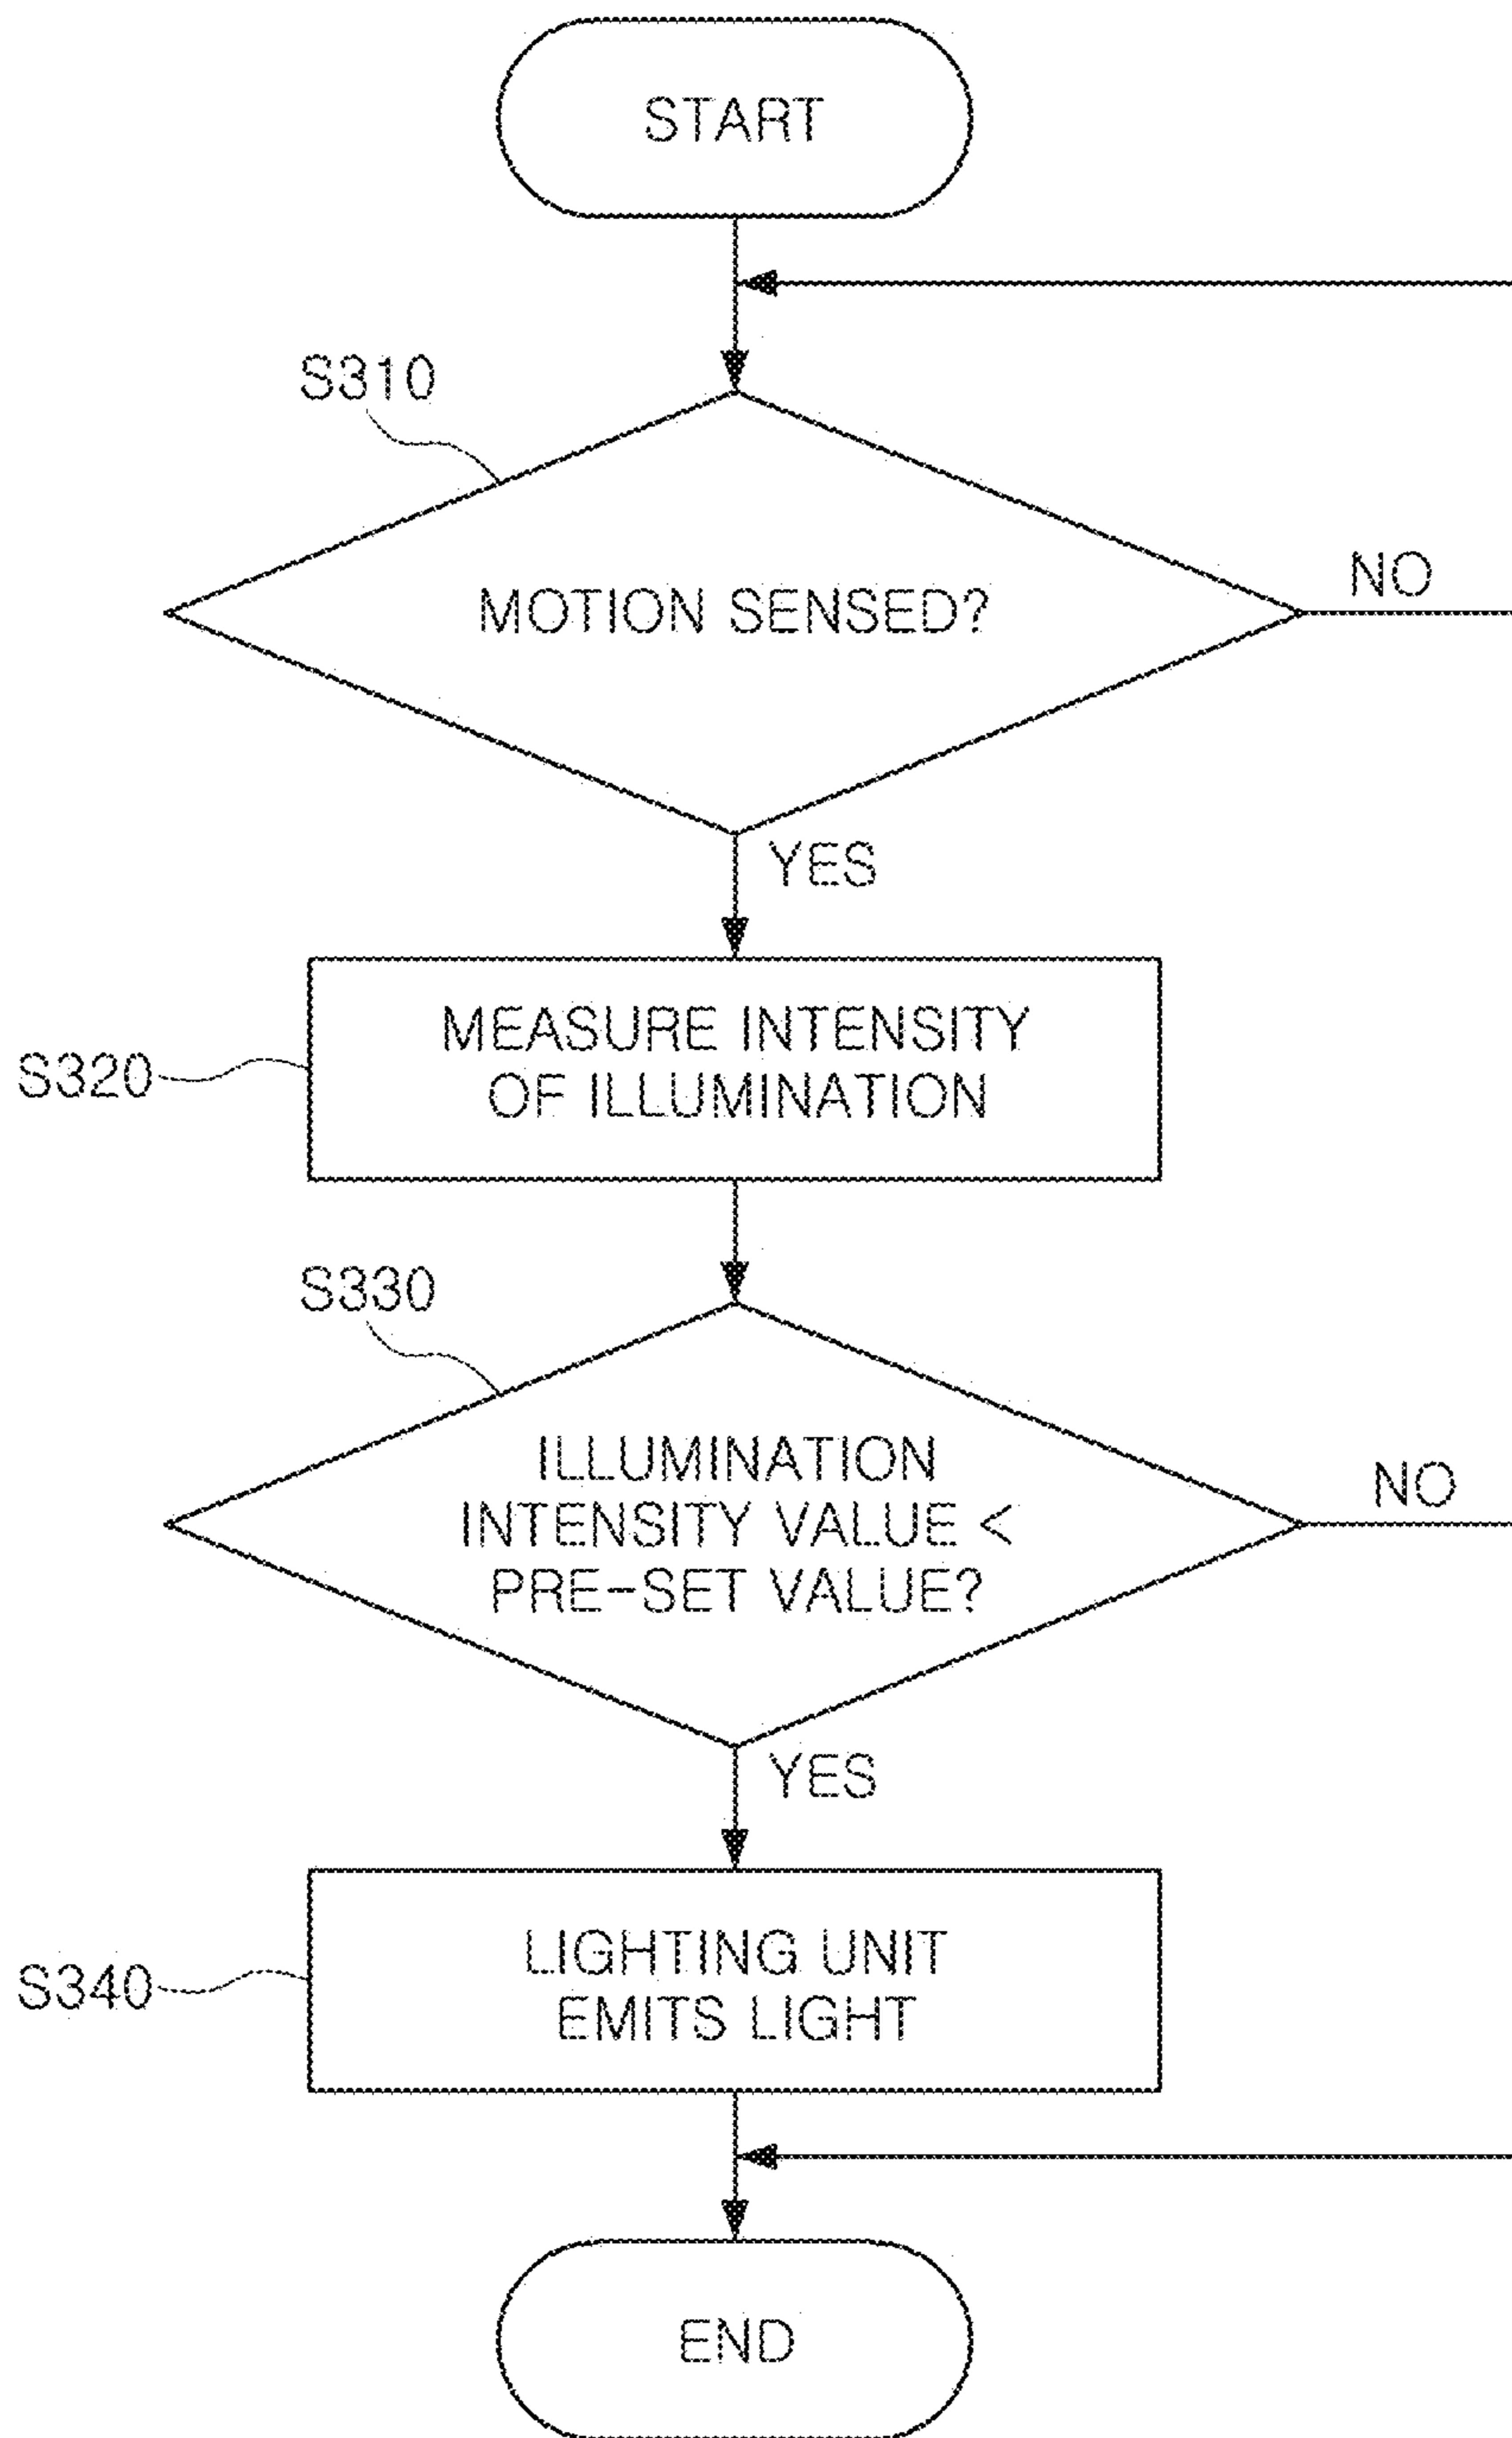 START
S310
MOTION SENSED?
NO
YES
S320
MEASURE INTENSITY
OF ILLUMINATION
S330
ILLUMINATION
INTENSITY VALUE <
PRE-SET VALUE?
NO
YES
S340
LIGHTING UNIT
EMITS LIGHT
END